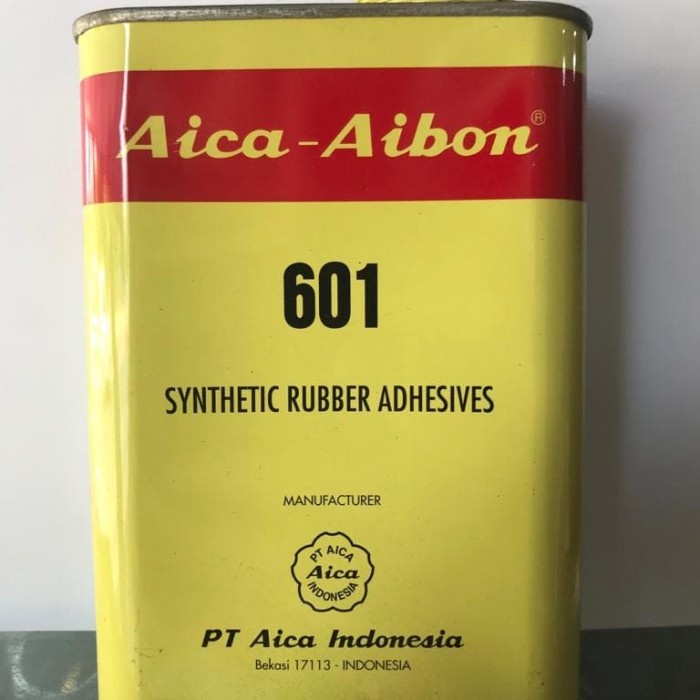 Aica-Aibon®
601
SYNTHETIC RUBBER ADHESIVES
MANUFACTURER
PT AICA
Aica
INDONESIA
PT Aica Indonesia
Bekasi 17113 - INDONESIA